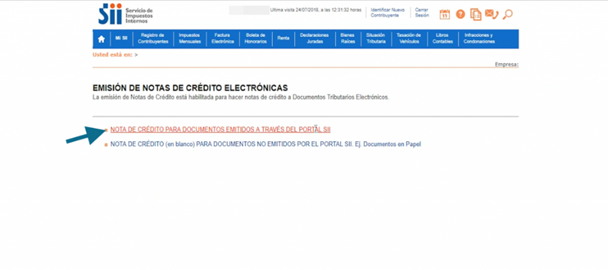 Sii Servicio de
Impuestos
Internos
Ultima vista 24/07/2018, a las 12:31:32 horas
Identificar Nuevo
Contribuyente
Cerrar
Sesión
Mi SII
Registro de
Contribuyentes
Impuestos
Mensuales
Factura
Electrónica
Boleta de
Honorarios
Renta
Declaraciones
Juradas
Bienes
Raíces
Situación
Tributaria
Tasación de
Vehículos
Libros
Contables
Infracciones y
Condonaciones
Usted está en: >
Empresa:
EMISIÓN DE NOTAS DE CRÉDITO ELECTRÓNICAS
La emisión de Notas de Crédito está habilitada para hacer notas de crédito a Documentos Tributarios Electrónicos.
NOTA DE CRÉDITO PARA DOCUMENTOS EMITIDOS A TRAVÉS DEL PORTAL SII
NOTA DE CRÉDITO (en blanco) PARA DOCUMENTOS NO EMITIDOS POR EL PORTAL SII. Ej. Documentos en Papel